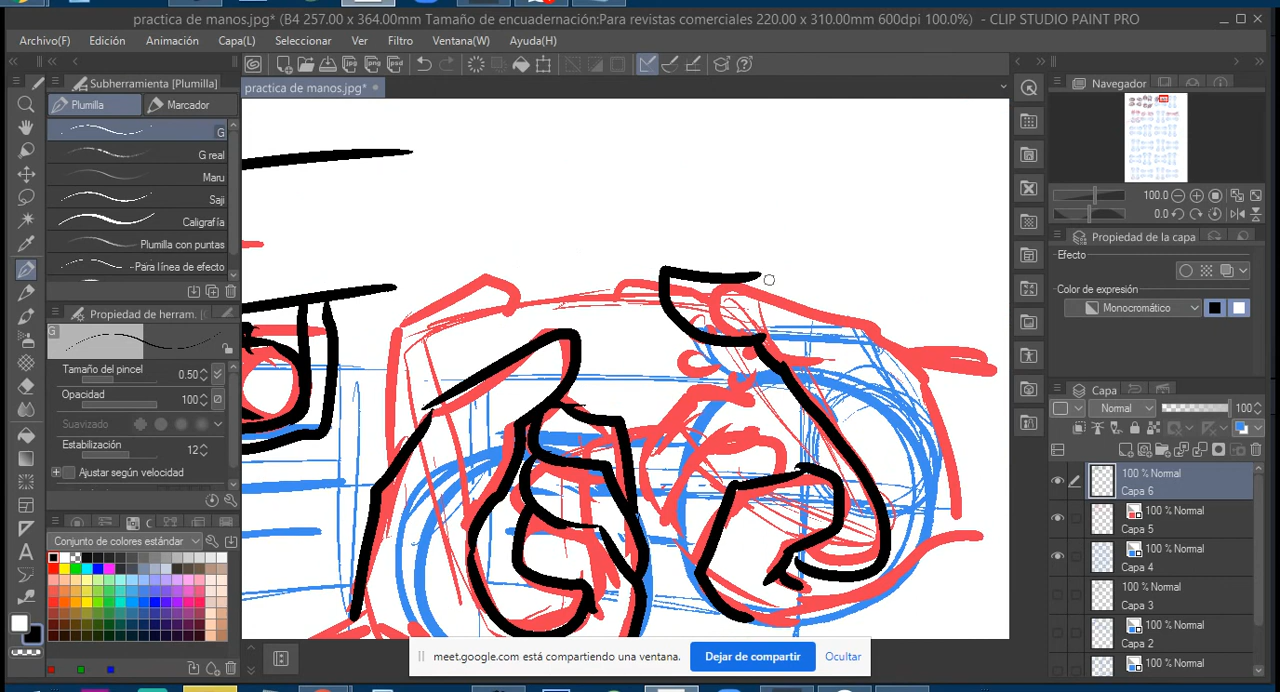 practica de manos.jpg* (B4 257.00 x 364.00mm Tamaño de encuadernación:Para revistas comerciales 220.00 x 310.00mm 600dpi 100.0%) - CLIP STUDIO PAINT PRO
Archivo(F) Edición Animación Capa(L) Seleccionar Ver Filtro Ventana(W) Ayuda(H)
Subherramienta [Plumilla]
practica de manos.jpg*
Navegador
Plumilla Marcador
G
G real
Maru
Saji
Caligrafía
Plumilla con puntas
Para línea de efecto
100.0
0.0
Propiedad de la capa
Efecto
Color de expresión
Monocromático
Propiedad de herram.
G
Tamaño del pincel 0.50
Opacidad 100
Suavizado
Estabilización 12
Ajustar según velocidad
Conjunto de colores estándar
Capa
Normal 100
100 % Normal
Capa 6
100 % Normal
Capa 5
100 % Normal
Capa 4
100 % Normal
Capa 3
100 % Normal
Capa 2
100 % Normal
meet.google.com está compartiendo una ventana. Dejar de compartir Ocultar